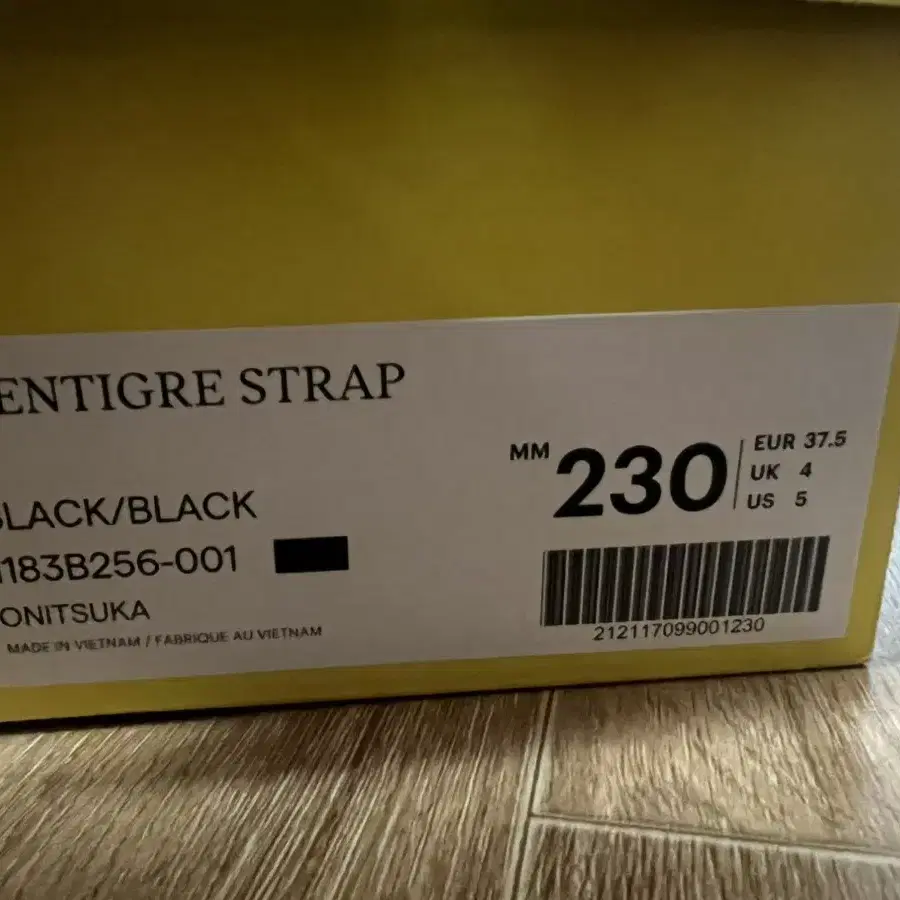 ENTIGRE STRAP
BLACK/BLACK
1183B256-001
ONITSUKA
MADE IN VIETNAM / FABRIQUE AU VIETNAM
MM 230
EUR 37.5
UK 4
US 5
212117099001230